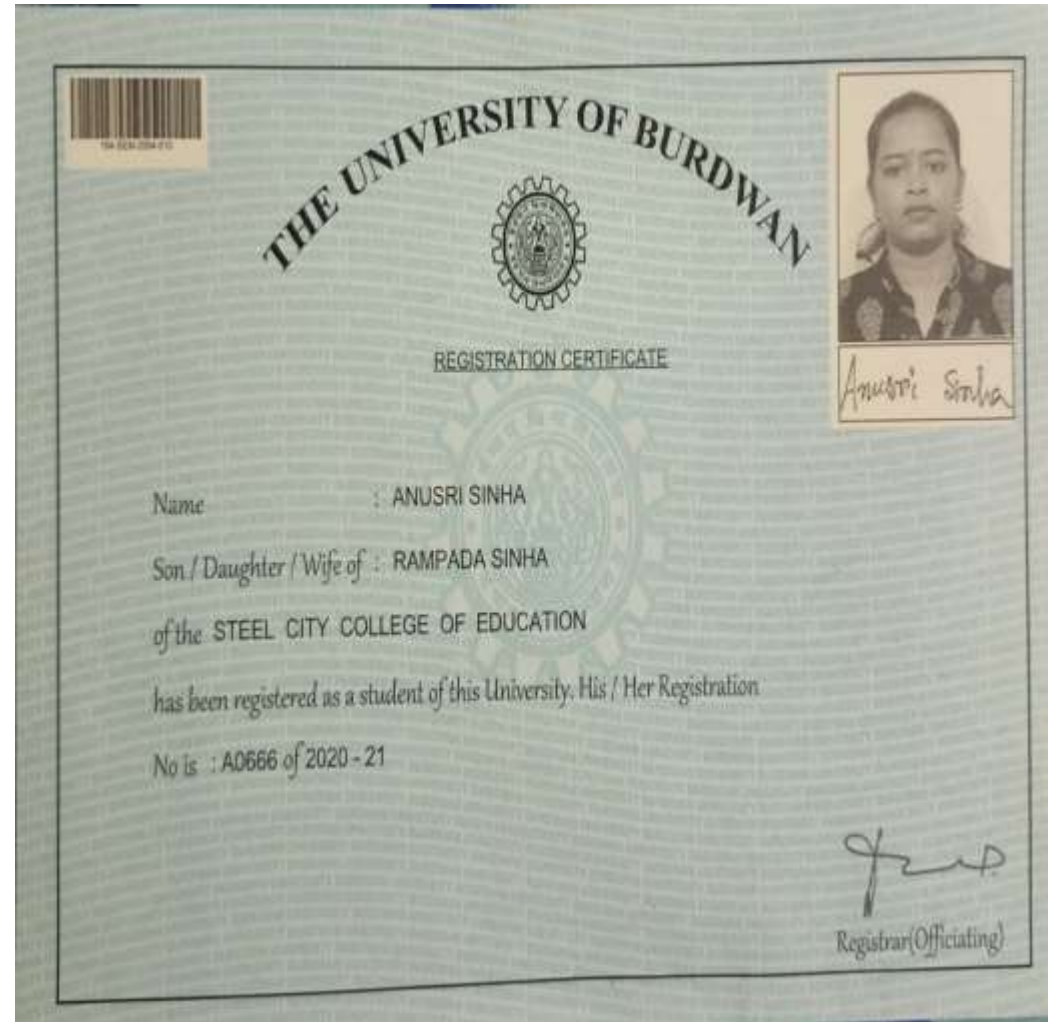 THE UNIVERSITY OF BURDWAN
REGISTRATION CERTIFICATE
Anusri Sinha
Name : ANUSRI SINHA
Son / Daughter / Wife of : RAMPADA SINHA
of the STEEL CITY COLLEGE OF EDUCATION
has been registered as a student of this University. His / Her Registration
No is : A0666 of 2020 - 21
Registrar(Officiating)